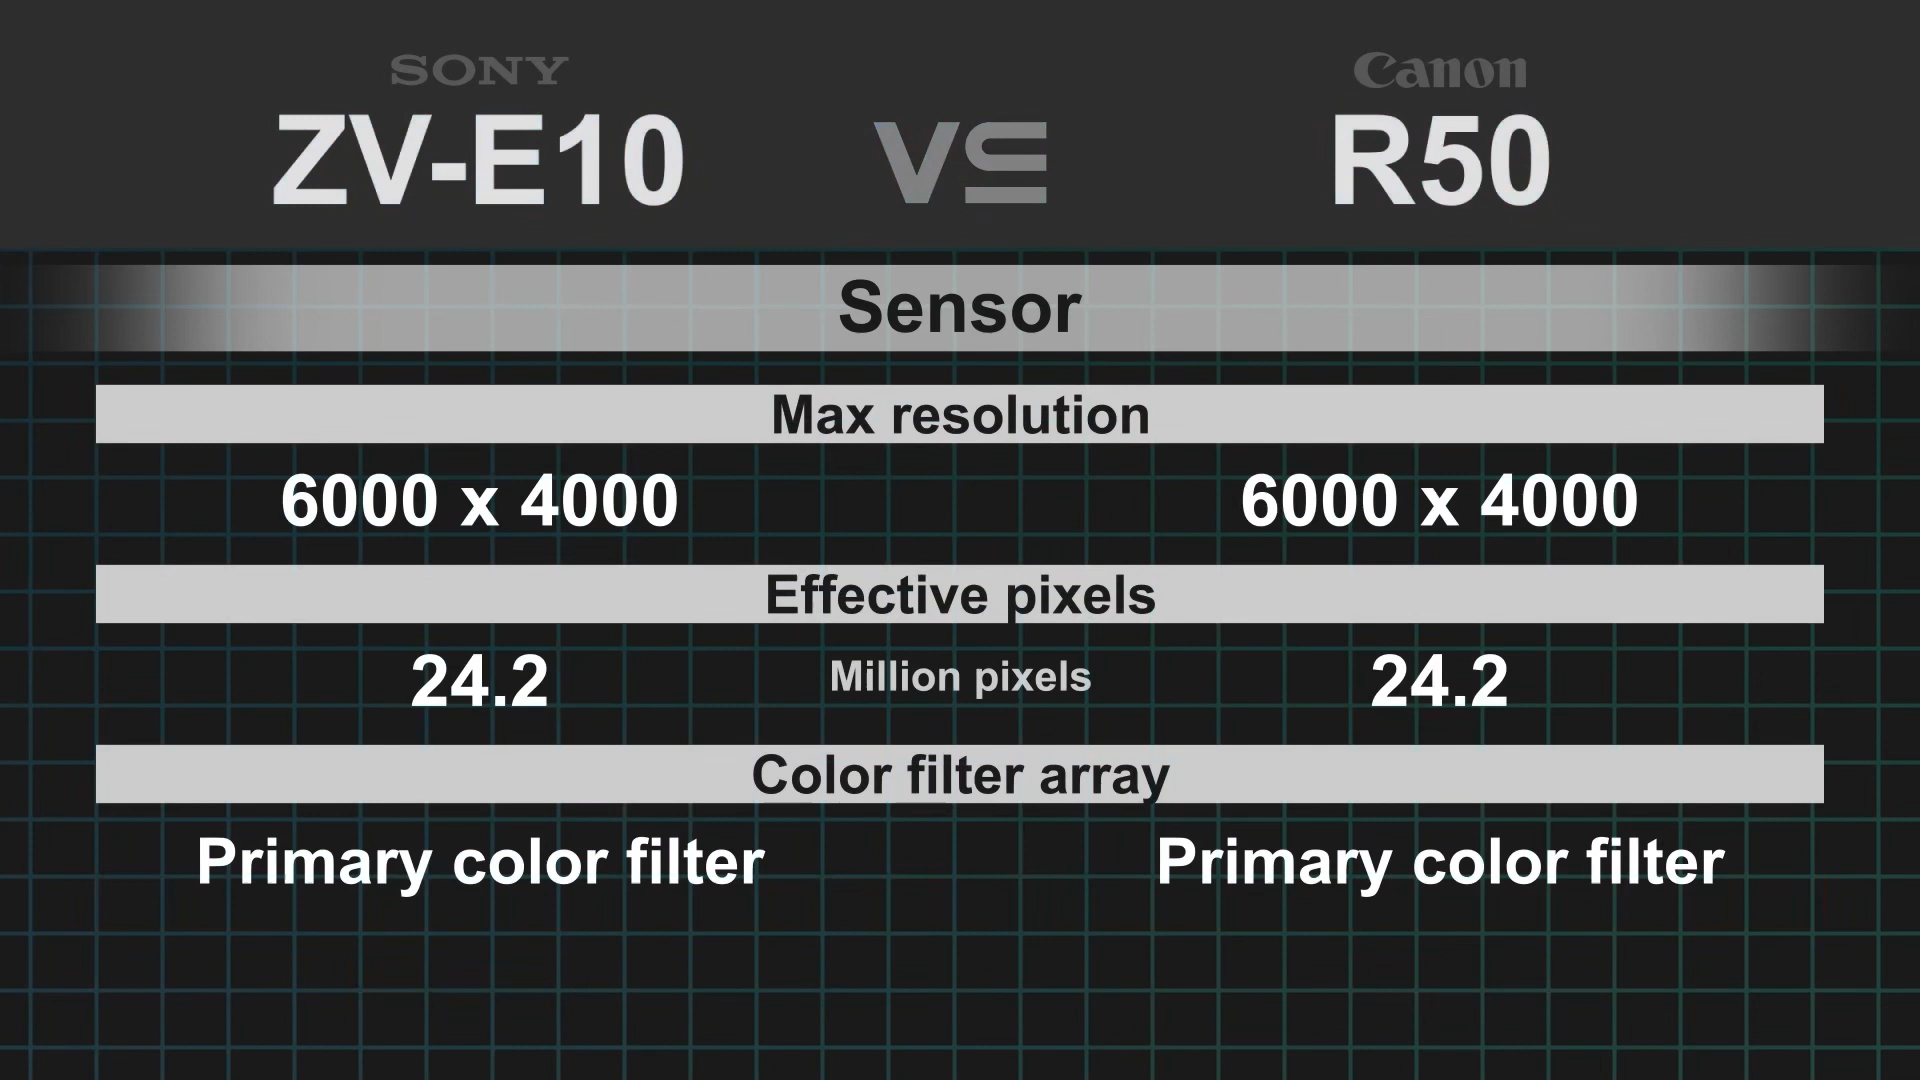 SONY
Canon
ZV-E10
VS
R50
Sensor
Max resolution
6000 x 4000
6000 x 4000
Effective pixels
24.2
Million pixels
24.2
Color filter array
Primary color filter
Primary color filter